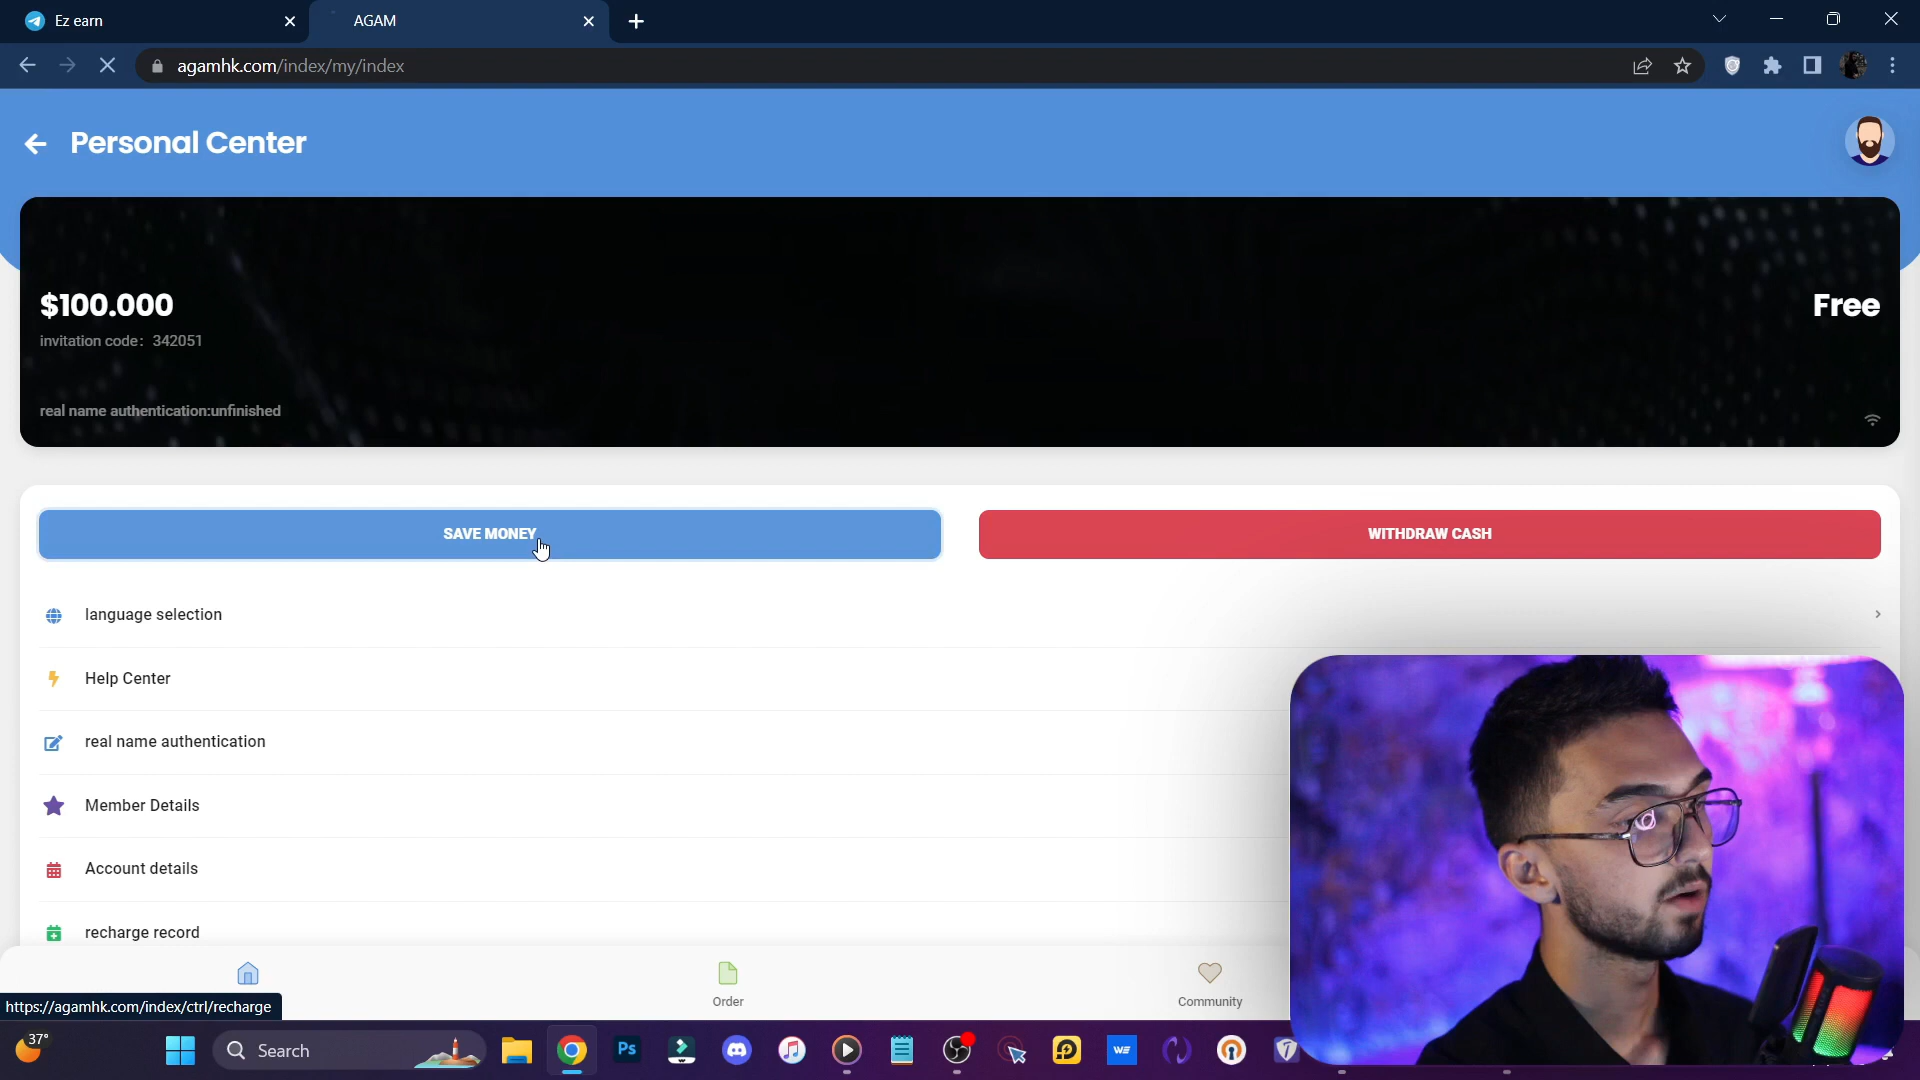 Ez earn
AGAM
agamhk.com/index/my/index
Personal Center
$100.000
Free
invitation code: 342051
real name authentication:unfinished
SAVE MONEY
WITHDRAW CASH
language selection
Help Center
real name authentication
Member Details
Account details
recharge record
Order
Community
https://agamhk.com/index/ctrl/recharge
37°
Search
Ps
WE